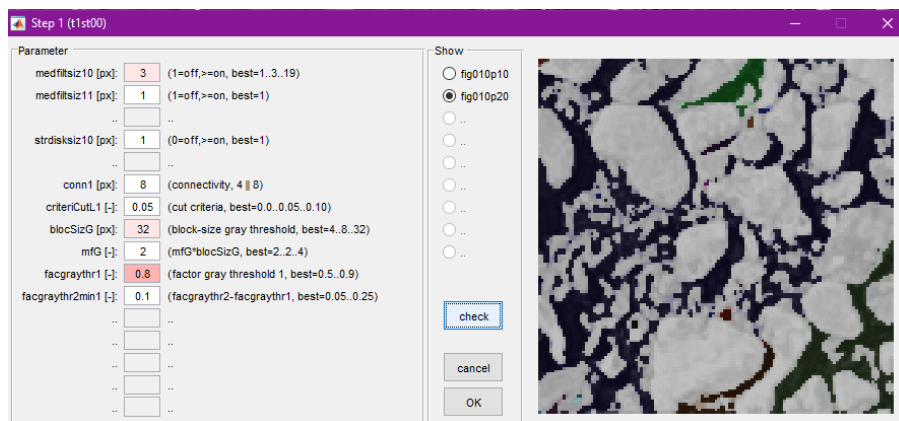 Step 1 (t1st00)
Parameter
medfiltsiz10 [px]: 3 (1=off,>=on, best=1..3..19)
medfiltsiz11 [px]: 1 (1=off,>=on, best=1)
.. ..
strdisksiz10 [px]: 1 (0=off,>=on, best=1)
.. ..
conn1 [px]: 8 (connectivity, 4 || 8)
criteriCutL1 [-]: 0.05 (cut criteria, best=0.0..0.05..0.10)
blocSizG [px]: 32 (block-size gray threshold, best=4..8..32)
mfG [-]: 2 (mfG*blocSizG, best=2..2..4)
facgraythr1 [-]: 0.8 (factor gray threshold 1, best=0.5..0.9)
facgraythr2min1 [-]: 0.1 (facgraythr2-facgraythr1, best=0.05..0.25)
.. ..
.. ..
.. ..
.. ..
.. ..
Show
fig010p10
fig010p20
..
..
..
..
..
..
..
check
cancel
OK